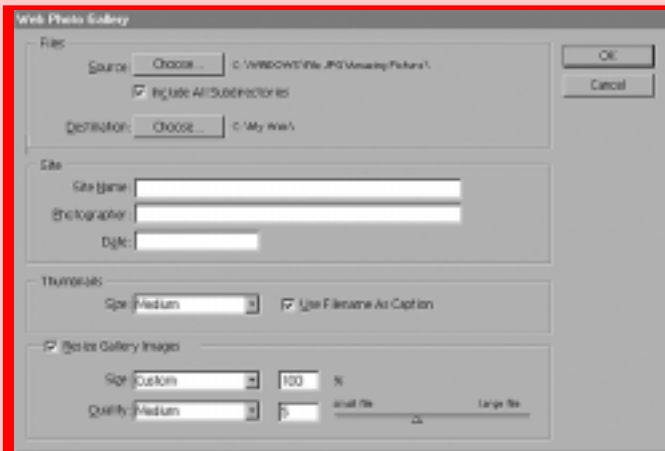 Web Photo Gallery
Files
Source: Choose...
Include All Subdirectories
Destination: Choose... C:\My Web\
OK
Cancel
Site
Site Name:
Photographer:
Date:
Thumbnails
Size: Medium Use Filename As Caption
Resize Gallery Images
Size: Custom 100 %
Quality: Medium 5 small file large file